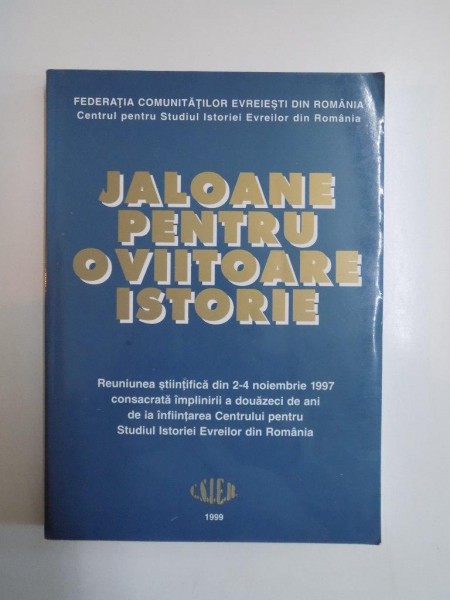 FEDERAȚIA COMUNITĂȚILOR EVREIEȘTI DIN ROMÂNIA
Centrul pentru Studiul Istoriei Evreilor din România
JALOANE
PENTRU
O VIITOARE
ISTORIE
Reuniunea științifică din 2-4 noiembrie 1997
consacrată împlinirii a douăzeci de ani
de la înființarea Centrului pentru
Studiul Istoriei Evreilor din România
C.S.I.E.R.
1999